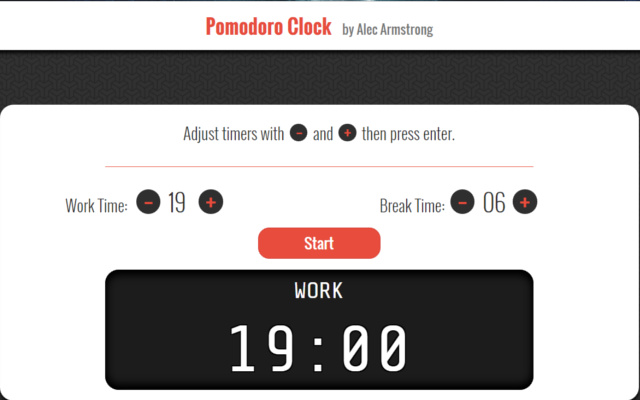 Pomodoro Clock by Alec Armstrong
Adjust timers with - and + then press enter.
Work Time: - 19 + Break Time: - 06 +
Start
WORK
19:00